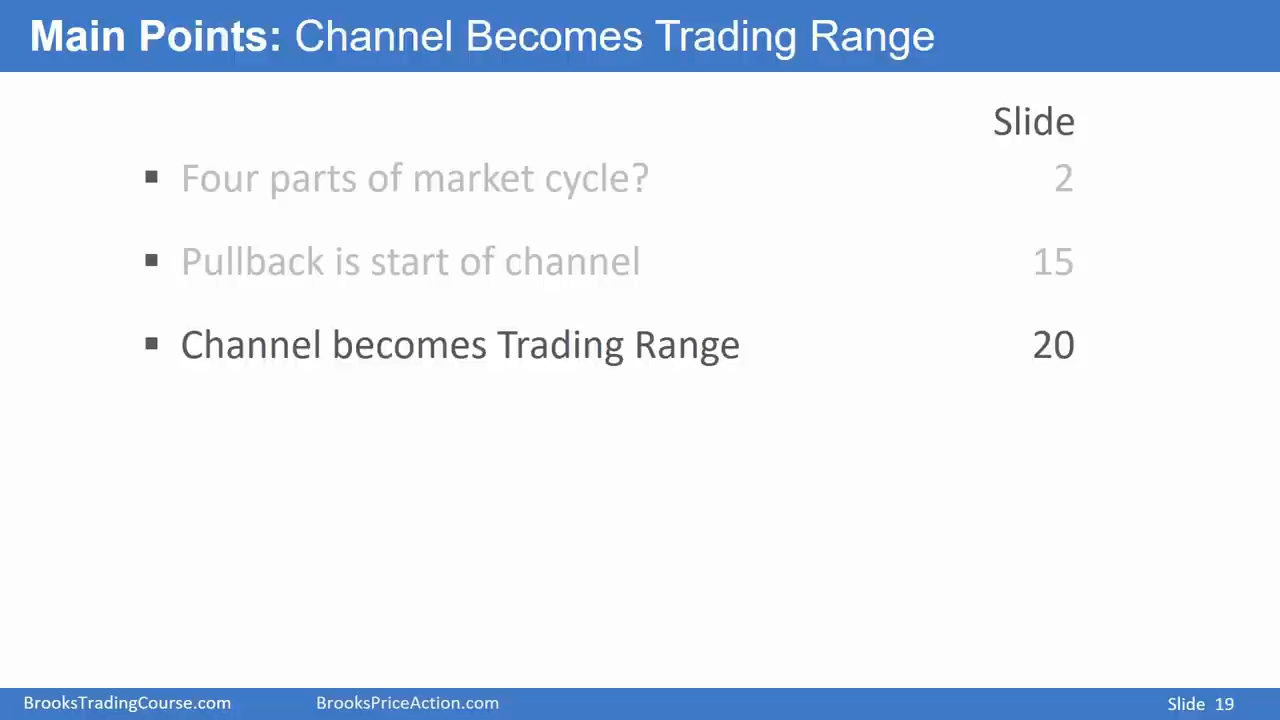 Main Points: Channel Becomes Trading Range
Slide
▪ Four parts of market cycle? 2
▪ Pullback is start of channel 15
▪ Channel becomes Trading Range 20
BrooksTradingCourse.com BrooksPriceAction.com Slide 19